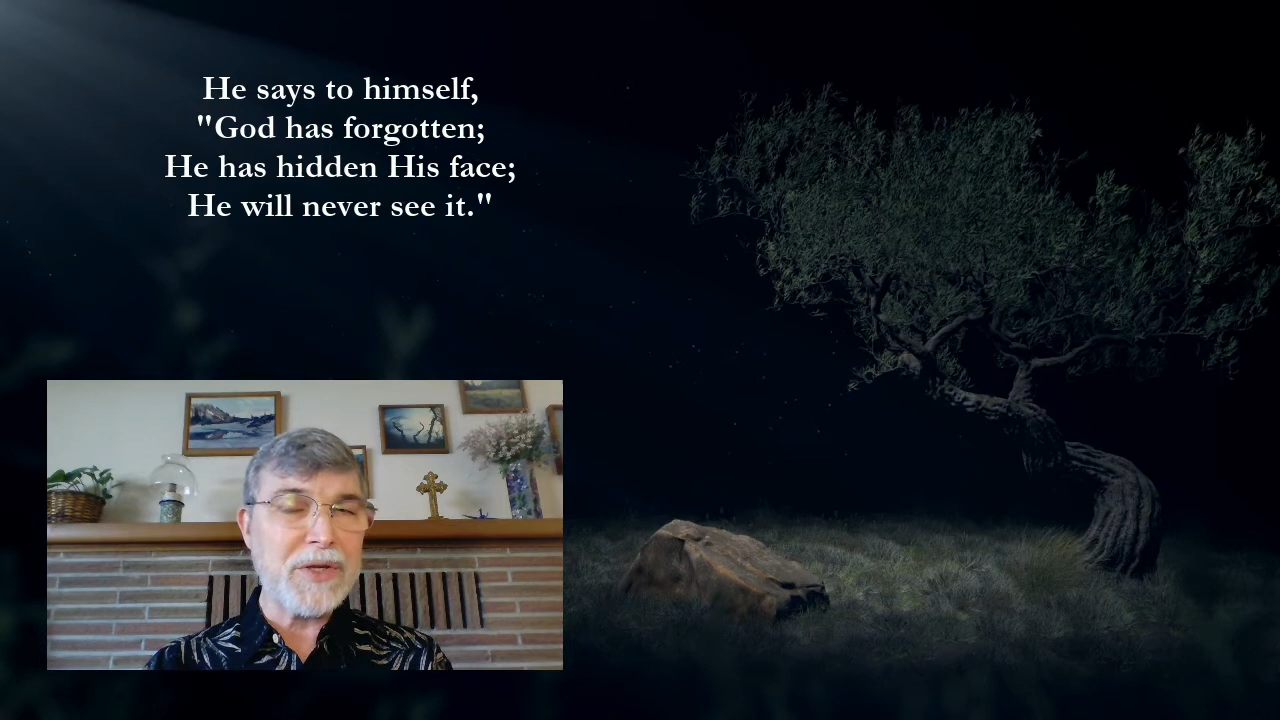 He says to himself,
"God has forgotten;
He has hidden His face;
He will never see it."